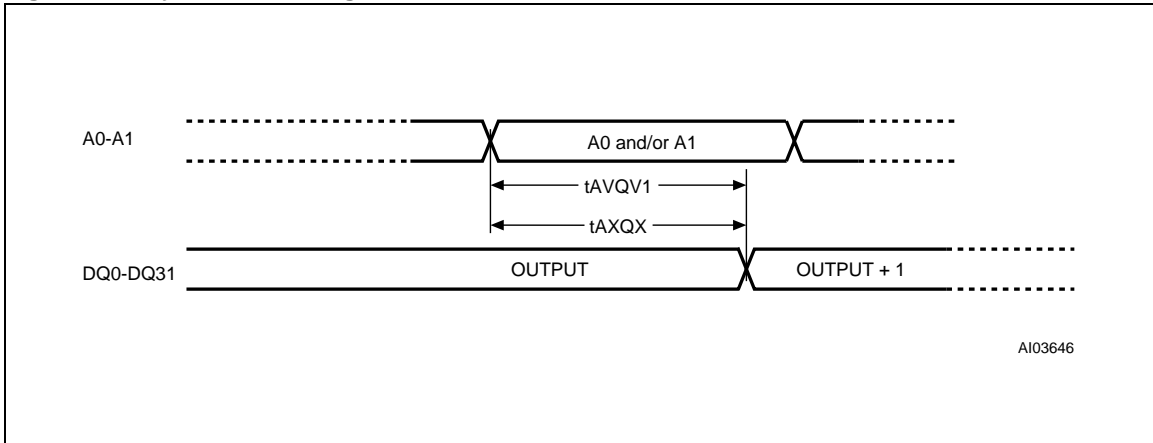 A0-A1
A0 and/or A1
tAVQV1
tAXQX
DQ0-DQ31
OUTPUT
OUTPUT + 1
AI03646